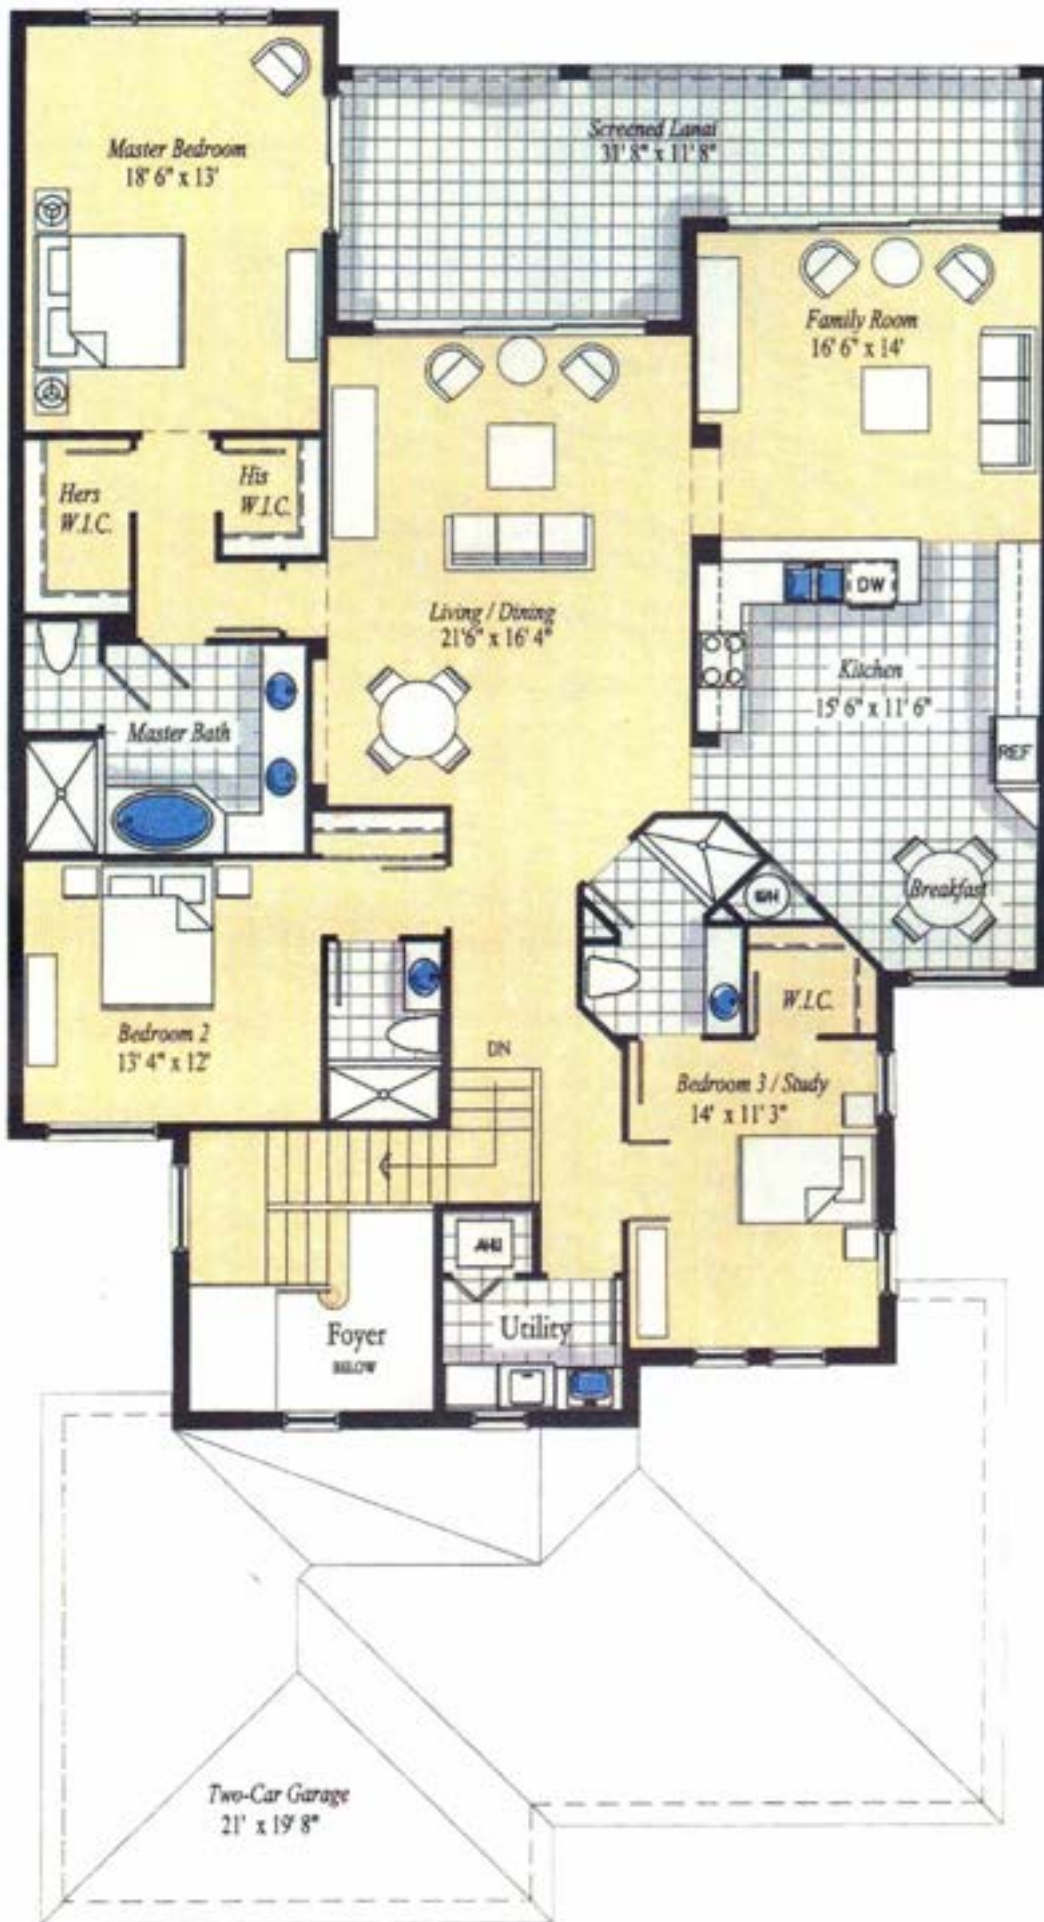 Master Bedroom
18' 6" x 13'
Screened Lanai
31' 8" x 11' 8"
Family Room
16' 6" x 14'
Hers
W.I.C.
His
W.I.C.
DW
Living / Dining
21'6" x 16' 4"
Kitchen
15' 6" x 11' 6"
Master Bath
REF
Breakfast
W.I.C.
Bedroom 2
13' 4" x 12'
DN
Bedroom 3 / Study
14' x 11' 3"
AHU
Foyer
BELOW
Utility
Two-Car Garage
21' x 19' 8"